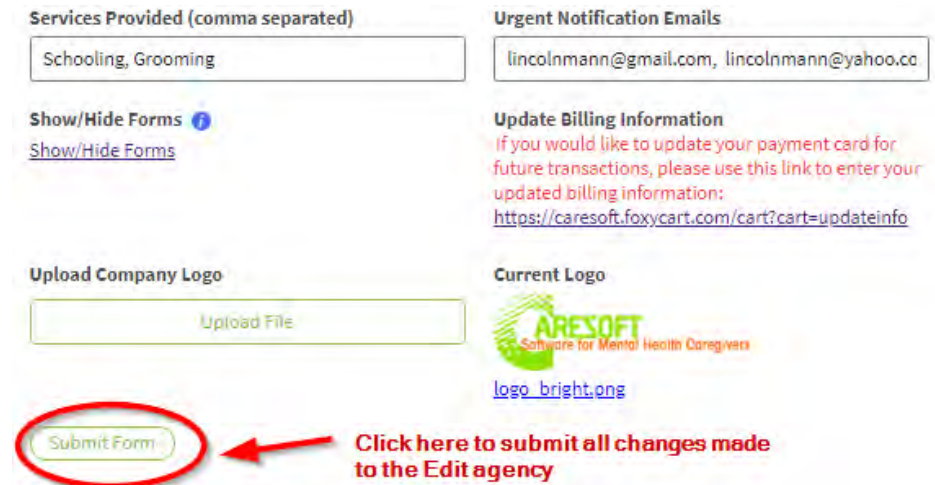 Services Provided (comma separated)
Urgent Notification Emails
Schooling, Grooming
lincolnmann@gmail.com, lincolnmann@yahoo.co
Show/Hide Forms
Update Billing Information
Show/Hide Forms
If you would like to update your payment card for
future transactions, please use this link to enter your
updated billing information:
https://caresoft.foxycart.com/cart?cart=updateinfo
Upload Company Logo
Current Logo
Upload File
CARESOFT
Software for Mental Health Caregivers
logo_bright.png
Submit Form
Click here to submit all changes made
to the Edit agency